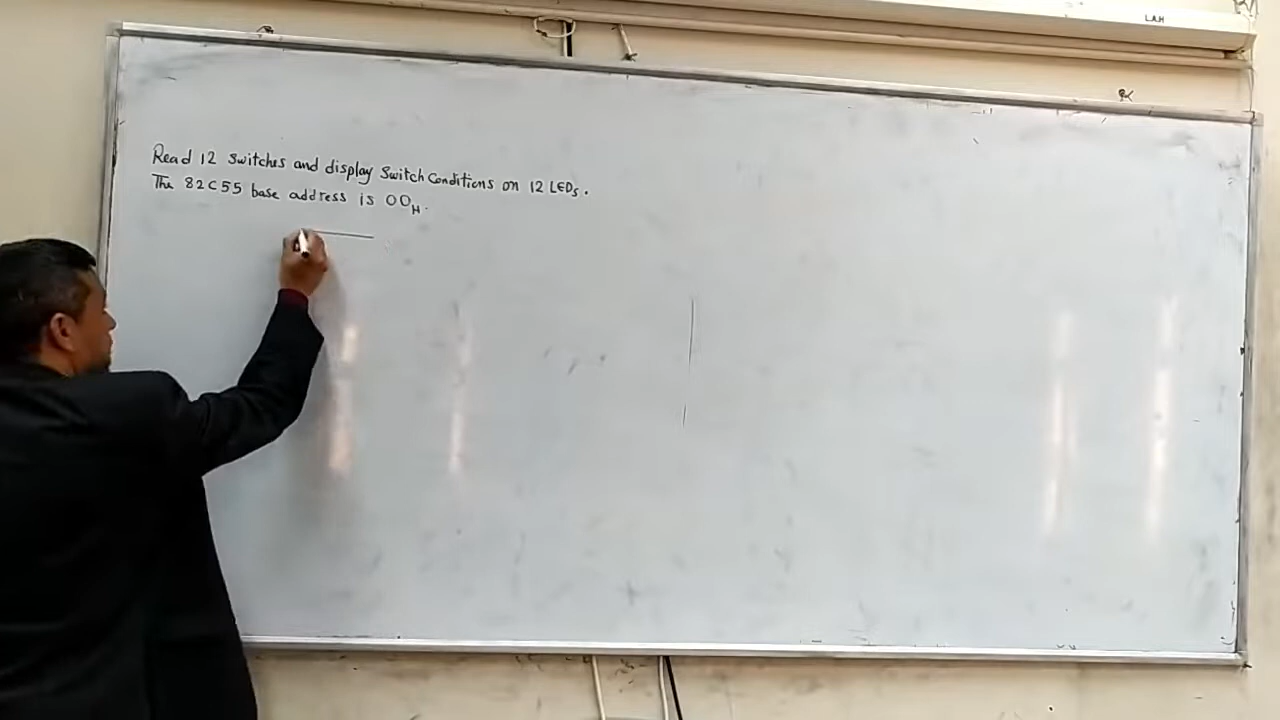 L.A.H
Read 12 Switches and display Switch Conditions on 12 LEDs.
The 82C55 base address is 00H.